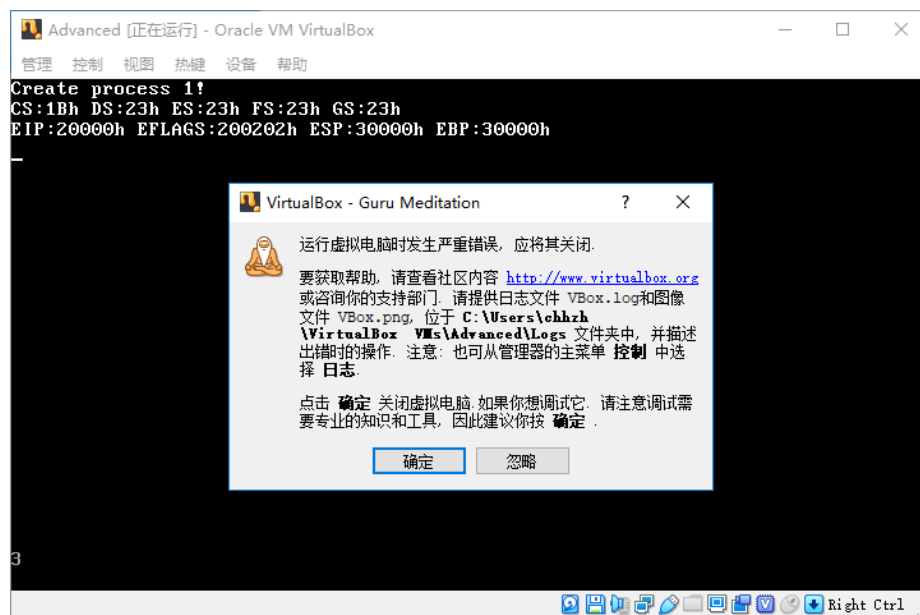 Advanced [正在运行] - Oracle VM VirtualBox
管理 控制 视图 热键 设备 帮助
Create process 1!
CS:1Bh DS:23h ES:23h FS:23h GS:23h
EIP:20000h EFLAGS:200202h ESP:30000h EBP:30000h
VirtualBox - Guru Meditation
运行虚拟电脑时发生严重错误，应将其关闭.
要获取帮助，请查看社区内容 http://www.virtualbox.org
或咨询你的支持部门. 请提供日志文件 VBox.log和图像
文件 VBox.png，位于 C:\Users\chhzh
\VirtualBox VMs\Advanced\Logs 文件夹中，并描述
出错时的操作. 注意: 也可从管理器的主菜单 控制 中选
择 日志.
点击 确定 关闭虚拟电脑.如果你想调试它. 请注意调试需
要专业的知识和工具，因此建议你按 确定 .
确定 忽略
3
Right Ctrl